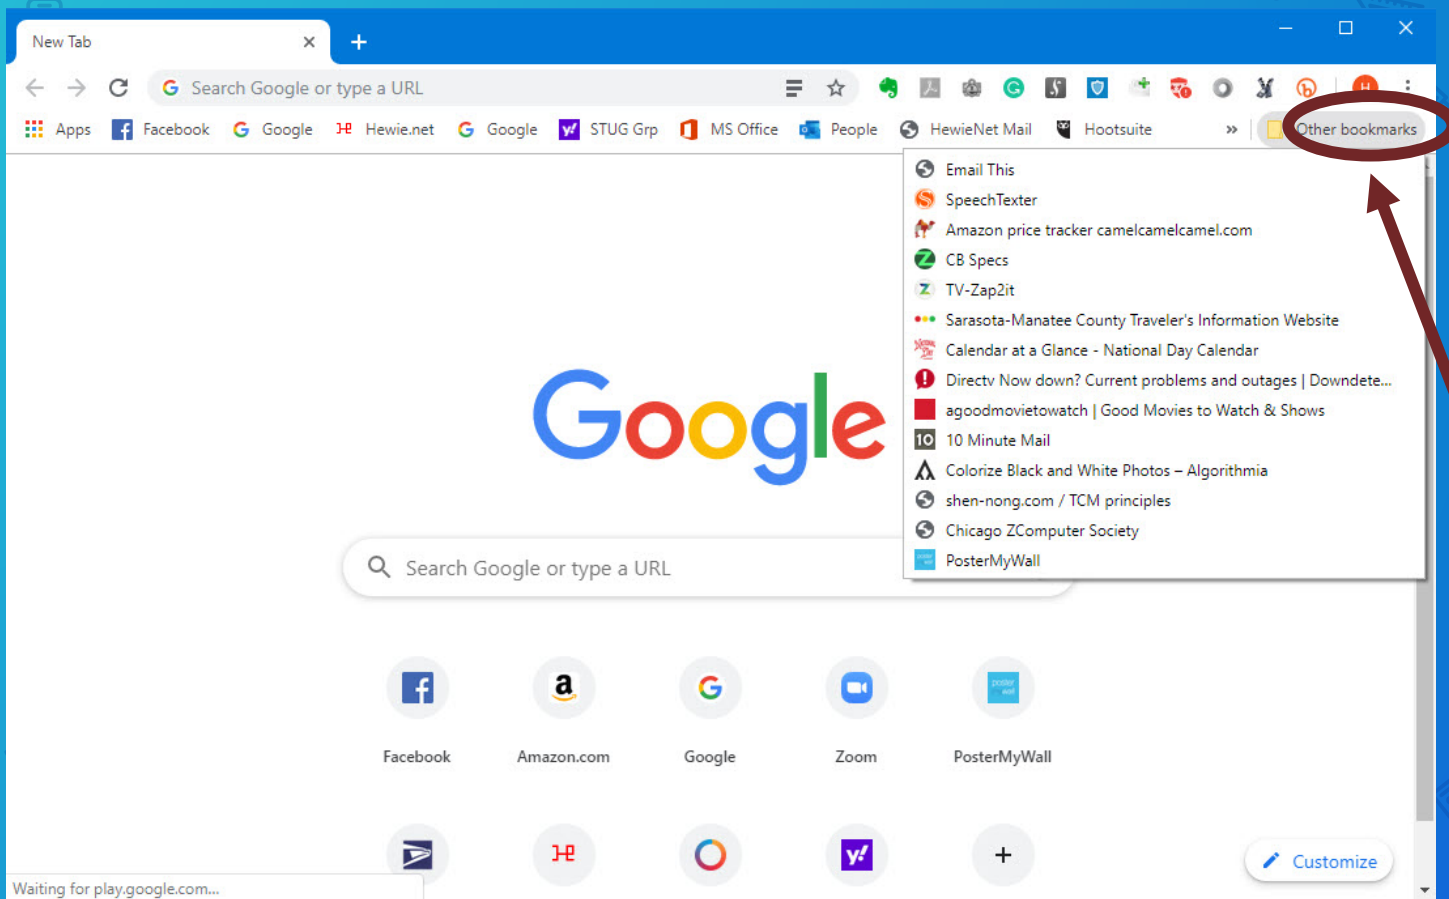 New Tab
Search Google or type a URL
Apps Facebook Google Hewie.net Google STUG Grp MS Office People HewieNet Mail Hootsuite » Other bookmarks
Email This
SpeechTexter
Amazon price tracker camelcamelcamel.com
CB Specs
TV-Zap2it
Sarasota-Manatee County Traveler's Information Website
Calendar at a Glance - National Day Calendar
Directv Now down? Current problems and outages | Downdete...
agoodmovietowatch | Good Movies to Watch & Shows
10 10 Minute Mail
Colorize Black and White Photos – Algorithmia
shen-nong.com / TCM principles
Chicago ZComputer Society
PosterMyWall
Google
Search Google or type a URL
Facebook Amazon.com Google Zoom PosterMyWall
Customize
Waiting for play.google.com...